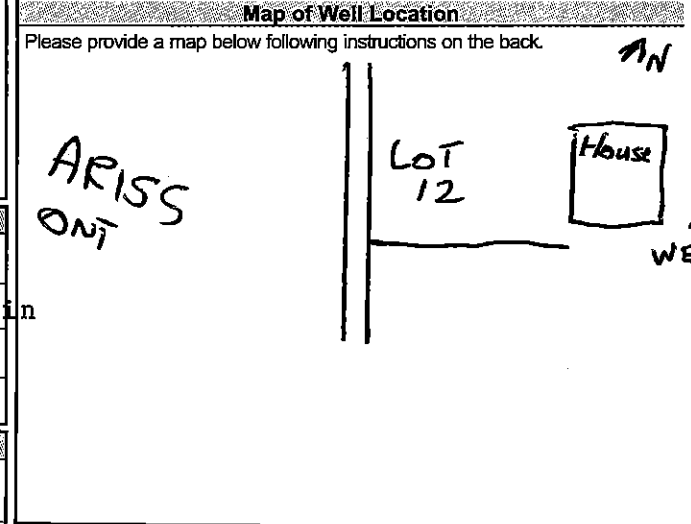 Map of Well Location
Please provide a map below following instructions on the back.
N
ARISS
ONT
LOT
12
House
WE
in